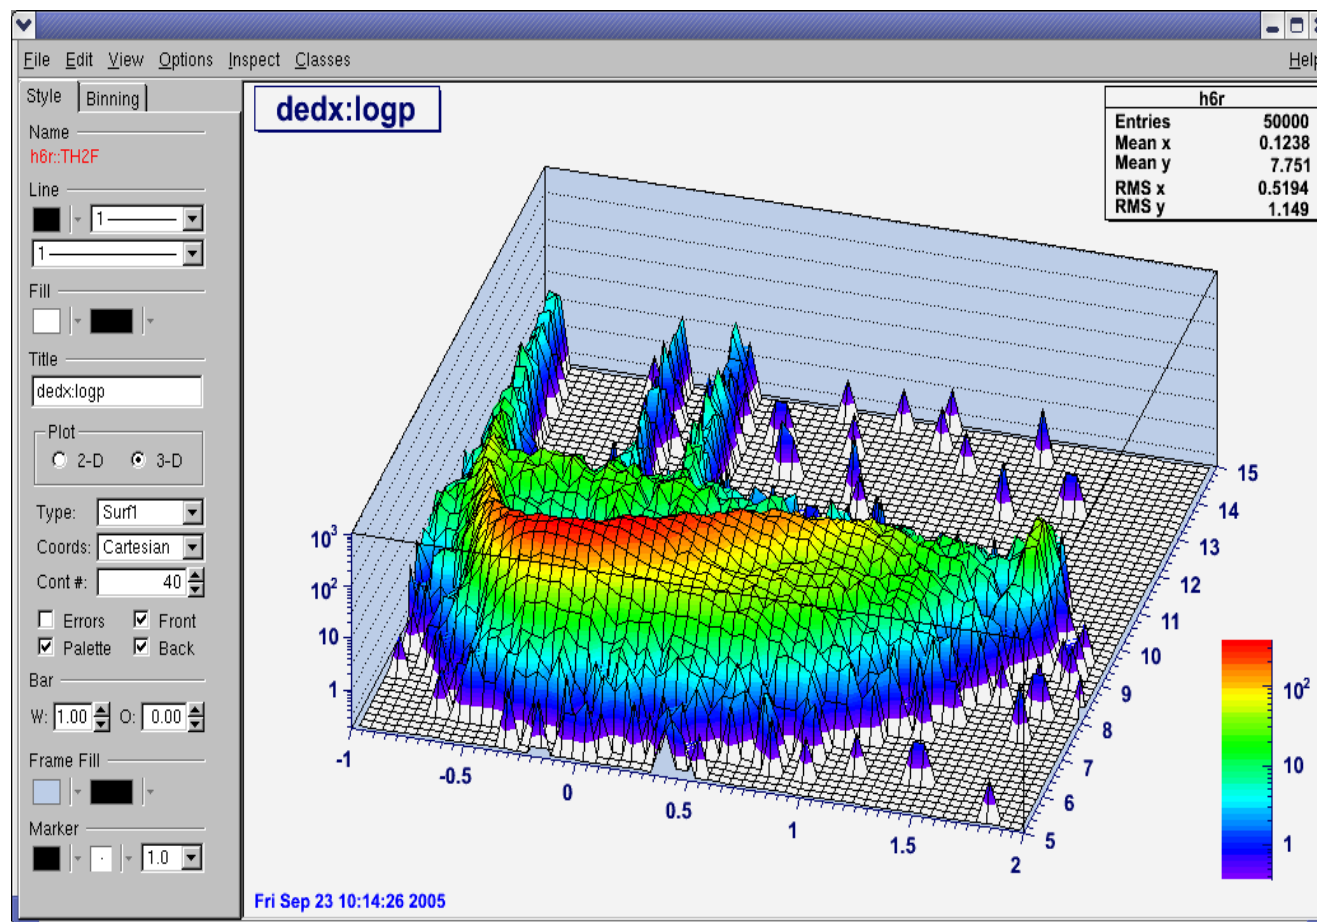 File Edit View Options Inspect Classes Help
Style Binning
Name
h6r::TH2F
Line
1
1
Fill
Title
dedx:logp
Plot
2-D 3-D
Type: Surf1
Coords: Cartesian
Cont #: 40
Errors Front
Palette Back
Bar
W: 1.00 O: 0.00
Frame Fill
Marker
1.0
dedx:logp
h6r
Entries 50000
Mean x 0.1238
Mean y 7.751
RMS x 0.5194
RMS y 1.149
10³
10²
10
1
-1
-0.5
0
0.5
1
1.5
2
5
6
7
8
9
10
11
12
13
14
15
10²
10
1
Fri Sep 23 10:14:26 2005